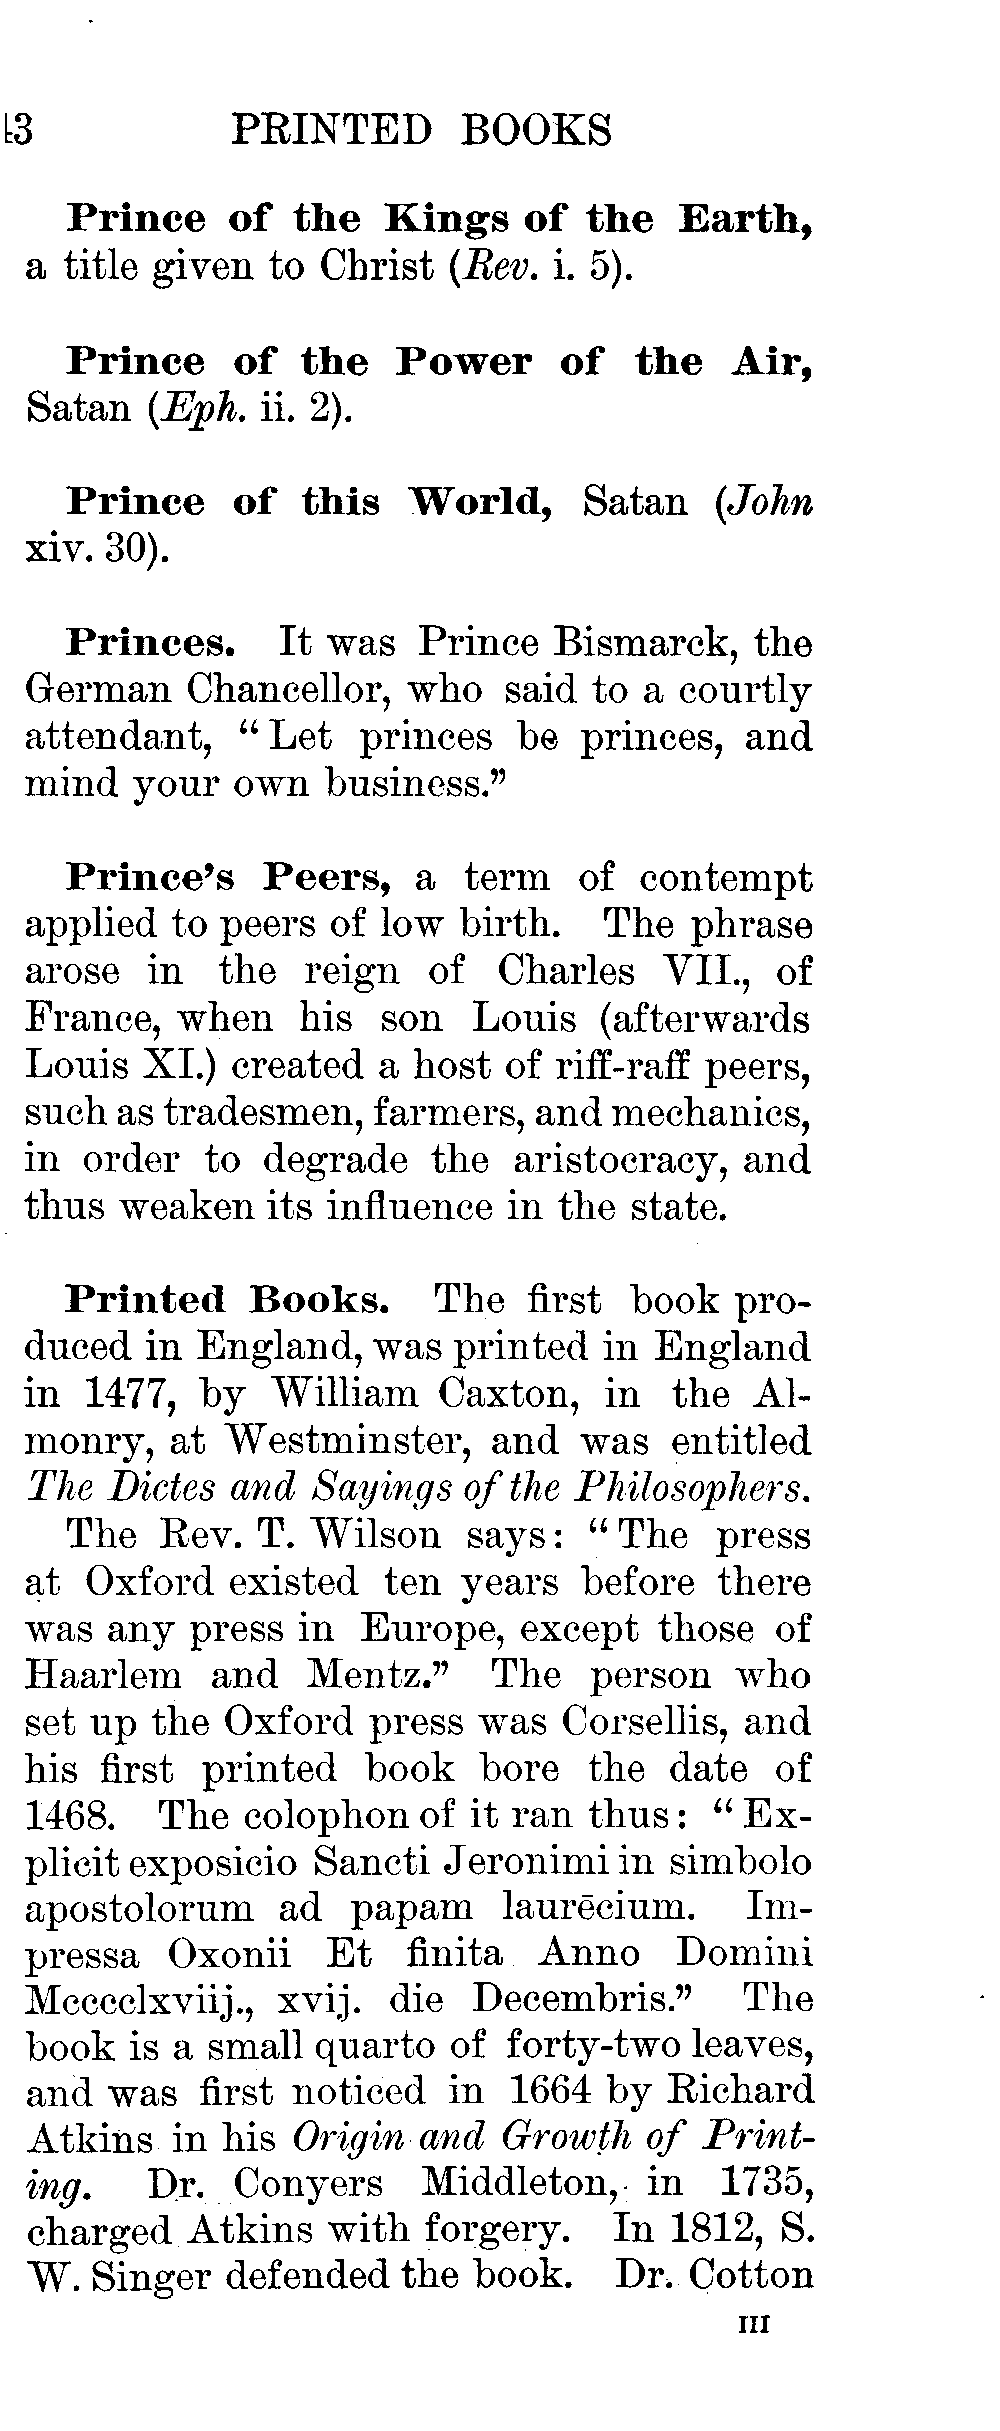 43 PRINTED BOOKS
Prince of the Kings of the Earth,
a title given to Christ (Rev. i. 5).
Prince of the Power of the Air,
Satan (Eph. ii. 2).
Prince of this World, Satan (John
xiv. 30).
Princes. It was Prince Bismarck, the
German Chancellor, who said to a courtly
attendant, “Let princes be princes, and
mind your own business.”
Prince’s Peers, a term of contempt
applied to peers of low birth. The phrase
arose in the reign of Charles VII., of
France, when his son Louis (afterwards
Louis XI.) created a host of riff-raff peers,
such as tradesmen, farmers, and mechanics,
in order to degrade the aristocracy, and
thus weaken its influence in the state.
Printed Books. The first book pro-
duced in England, was printed in England
in 1477, by William Caxton, in the Al-
monry, at Westminster, and was entitled
The Dictes and Sayings of the Philosophers.
The Rev. T. Wilson says: “The press
at Oxford existed ten years before there
was any press in Europe, except those of
Haarlem and Mentz.” The person who
set up the Oxford press was Corsellis, and
his first printed book bore the date of
1468. The colophon of it ran thus: “Ex-
plicit exposicio Sancti Jeronimi in simbolo
apostolorum ad papam laurēcium. Im-
pressa Oxonii Et finita Anno Domini
Mcccclxviij., xvij. die Decembris.” The
book is a small quarto of forty-two leaves,
and was first noticed in 1664 by Richard
Atkins in his Origin and Growth of Print-
ing. Dr. Conyers Middleton, in 1735,
charged Atkins with forgery. In 1812, S.
W. Singer defended the book. Dr. Cotton
III